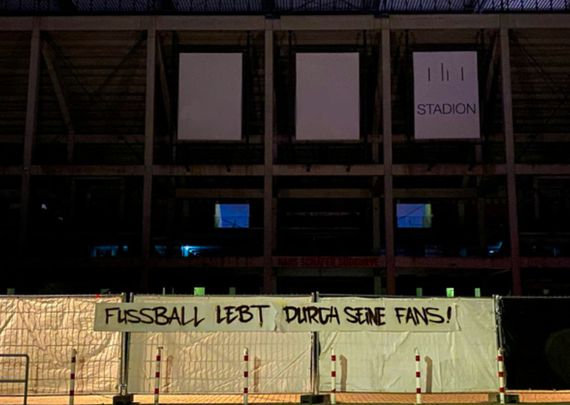 STADION
FUSSBALL LEBT DURCH SEINE FANS!